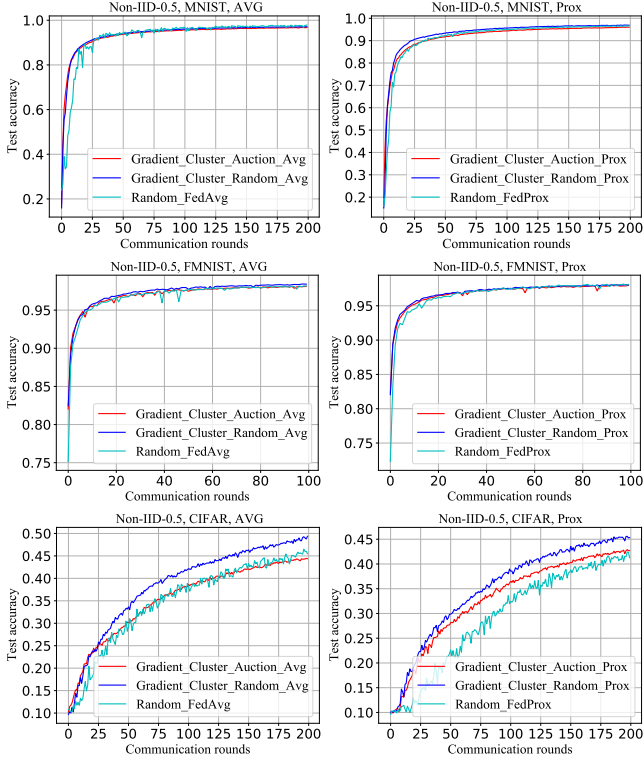 Non-IID-0.5, MNIST, AVG
Test accuracy
1.0
0.8
0.6
0.4
0.2
Gradient_Cluster_Auction_Avg
Gradient_Cluster_Random_Avg
Random_FedAvg
0 25 50 75 100 125 150 175 200
Communication rounds
Non-IID-0.5, MNIST, Prox
Test accuracy
1.0
0.9
0.8
0.7
0.6
0.5
0.4
0.3
0.2
Gradient_Cluster_Auction_Prox
Gradient_Cluster_Random_Prox
Random_FedProx
0 25 50 75 100 125 150 175 200
Communication rounds
Non-IID-0.5, FMNIST, AVG
Test accuracy
0.95
0.90
0.85
0.80
0.75
Gradient_Cluster_Auction_Avg
Gradient_Cluster_Random_Avg
Random_FedAvg
0 20 40 60 80 100
Communication rounds
Non-IID-0.5, FMNIST, Prox
Test accuracy
0.95
0.90
0.85
0.80
0.75
Gradient_Cluster_Auction_Prox
Gradient_Cluster_Random_Prox
Random_FedProx
0 20 40 60 80 100
Communication rounds
Non-IID-0.5, CIFAR, AVG
Test accuracy
0.50
0.45
0.40
0.35
0.30
0.25
0.20
0.15
0.10
Gradient_Cluster_Auction_Avg
Gradient_Cluster_Random_Avg
Random_FedAvg
0 25 50 75 100 125 150 175 200
Communication rounds
Non-IID-0.5, CIFAR, Prox
Test accuracy
0.45
0.40
0.35
0.30
0.25
0.20
0.15
0.10
Gradient_Cluster_Auction_Prox
Gradient_Cluster_Random_Prox
Random_FedProx
0 25 50 75 100 125 150 175 200
Communication rounds